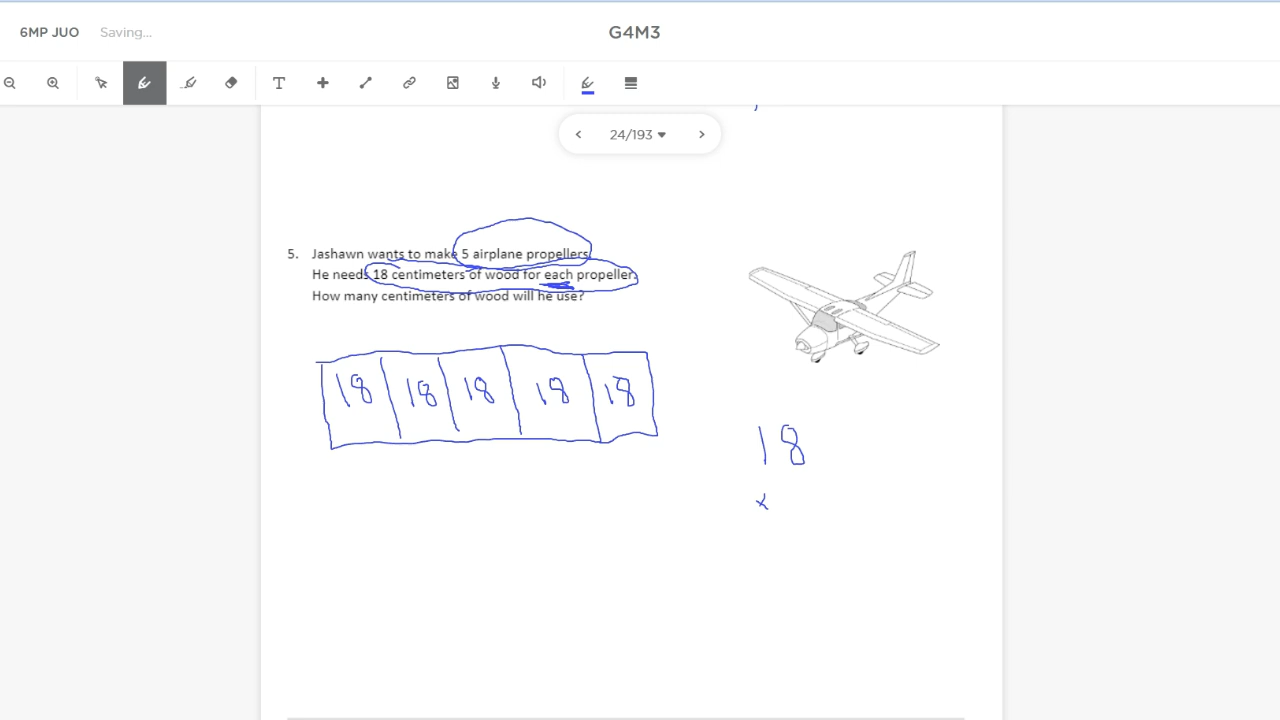 6MP JUO Saving... G4M3
T
24/193
5. Jashawn wants to make 5 airplane propellers.
He needs 18 centimeters of wood for each propeller.
How many centimeters of wood will he use?
18 18 18 18 18
18
x